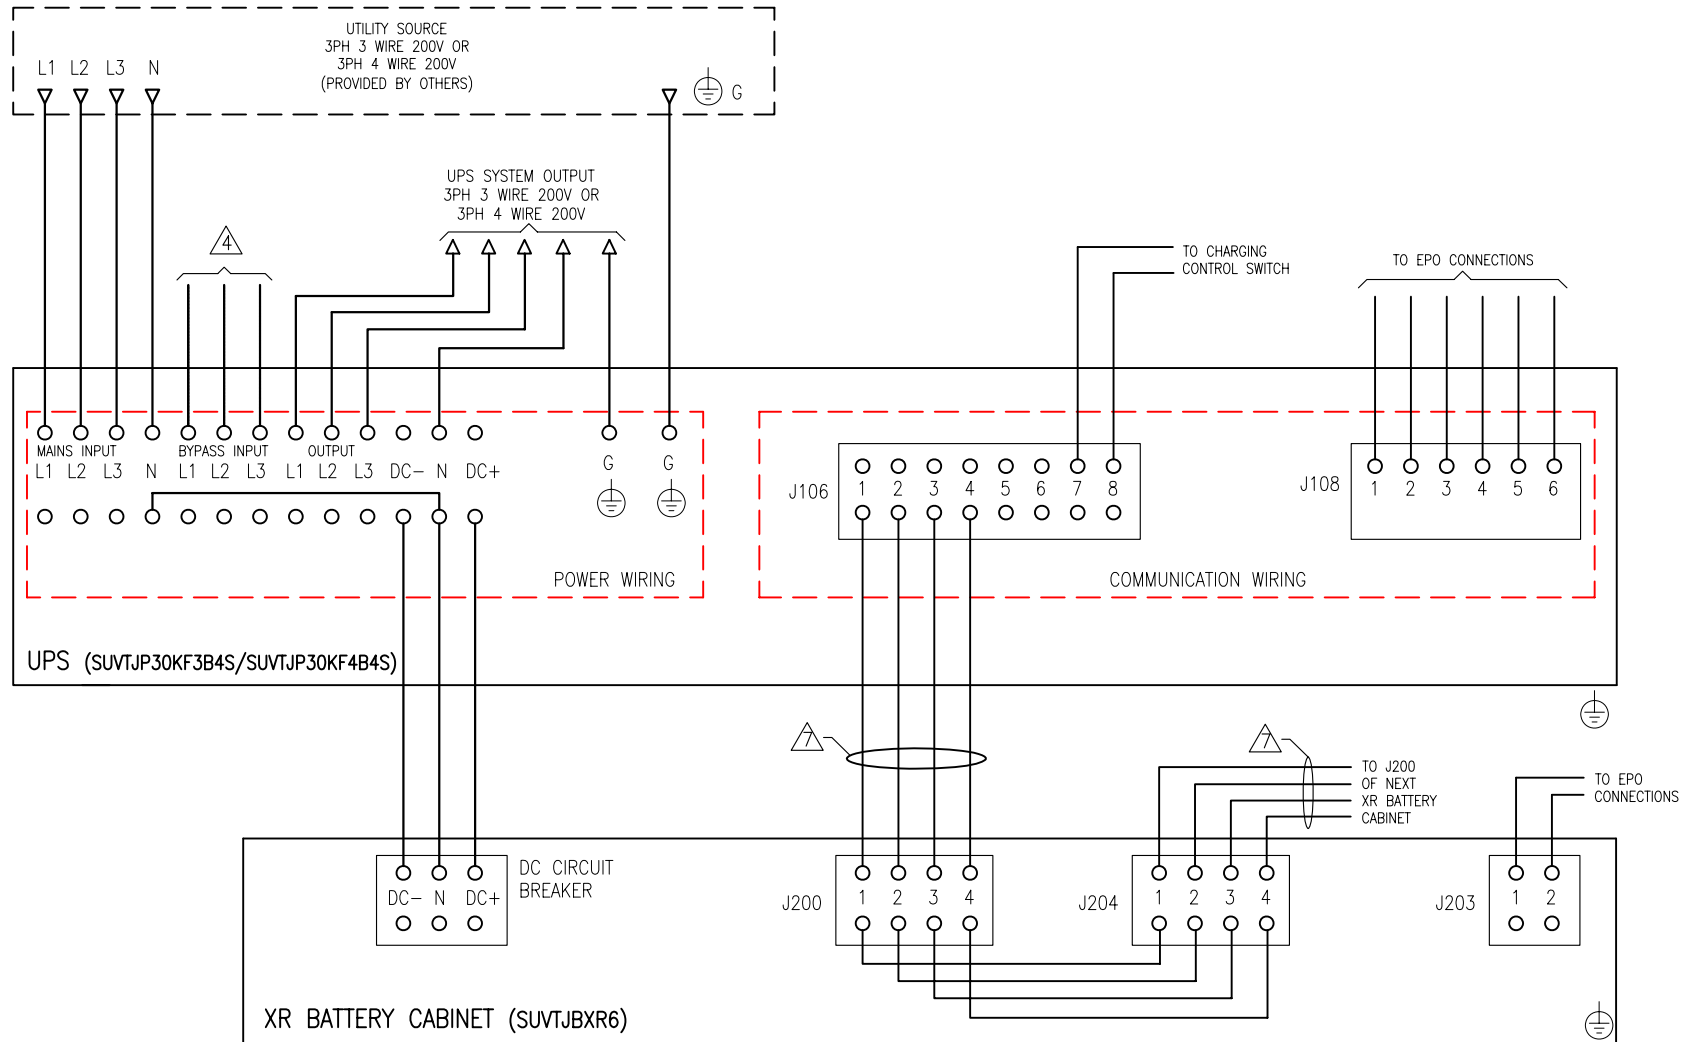 UTILITY SOURCE
3PH 3 WIRE 200V OR
3PH 4 WIRE 200V
(PROVIDED BY OTHERS)
L1 L2 L3 N
G
UPS SYSTEM OUTPUT
3PH 3 WIRE 200V OR
3PH 4 WIRE 200V
4
TO CHARGING
CONTROL SWITCH
TO EPO CONNECTIONS
MAINS INPUT BYPASS INPUT OUTPUT
L1 L2 L3 N L1 L2 L3 L1 L2 L3 DC- N DC+
G G
J106
1 2 3 4 5 6 7 8
J108
1 2 3 4 5 6
POWER WIRING
COMMUNICATION WIRING
UPS (SUVTJP30KF3B4S/SUVTJP30KF4B4S)
7
7
TO J200
OF NEXT
XR BATTERY
CABINET
TO EPO
CONNECTIONS
DC CIRCUIT
BREAKER
DC- N DC+
J200
1 2 3 4
J204
1 2 3 4
J203
1 2
XR BATTERY CABINET (SUVTJBXR6)